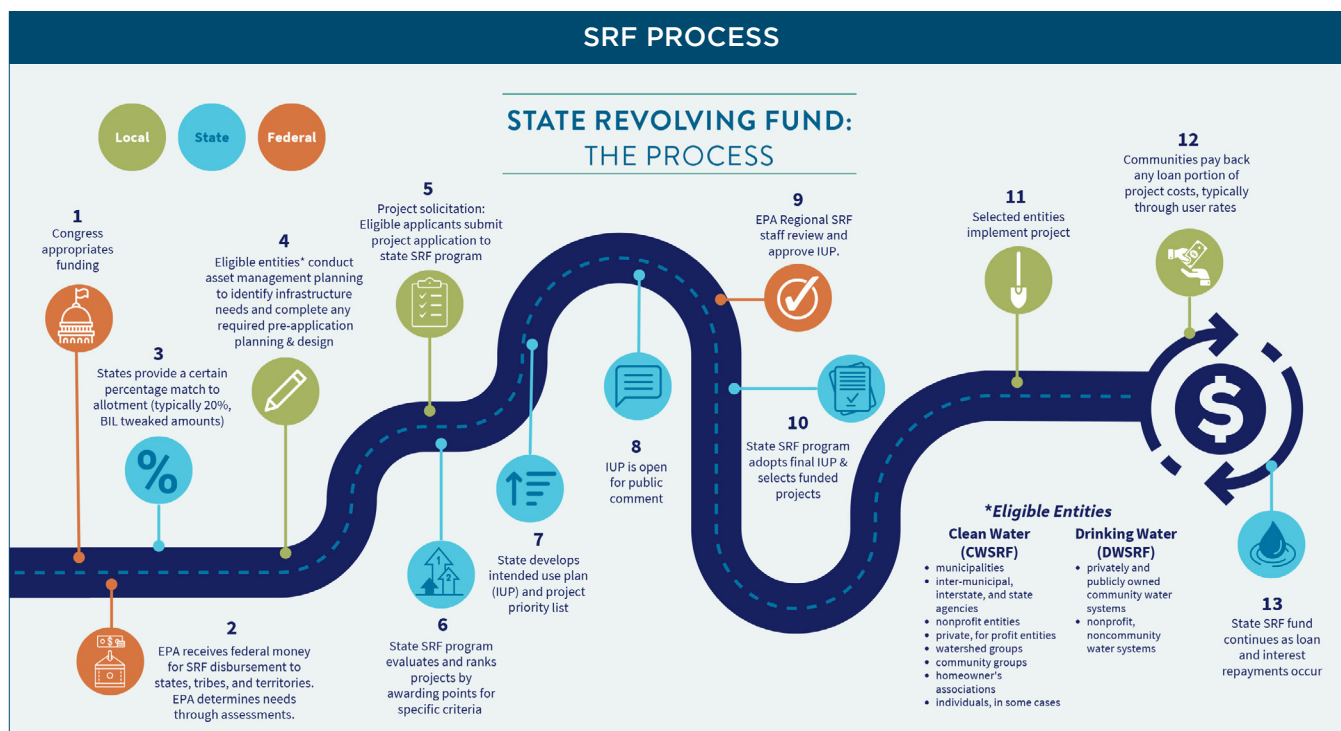 SRF PROCESS
STATE REVOLVING FUND:
THE PROCESS
Local
State
Federal
1
Congress
appropriates
funding
2
EPA receives federal money
for SRF disbursement to
states, tribes, and territories.
EPA determines needs
through assessments.
3
States provide a certain
percentage match to
allotment (typically 20%,
BIL tweaked amounts)
%
4
Eligible entities* conduct
asset management planning
to identify infrastructure
needs and complete any
required pre-application
planning & design
5
Project solicitation:
Eligible applicants submit
project application to
state SRF program
1
2
6
State SRF program
evaluates and ranks
projects by
awarding points for
specific criteria
7
State develops
intended use plan
(IUP) and project
priority list
8
IUP is open
for public
comment
9
EPA Regional SRF
staff review and
approve IUP.
10
State SRF program
adopts final IUP &
selects funded
projects
11
Selected entities
implement project
12
Communities pay back
any loan portion of
project costs, typically
through user rates
$
13
State SRF fund
continues as loan
and interest
repayments occur
*Eligible Entities
Clean Water
(CWSRF)
• municipalities
• inter-municipal,
interstate, and state
agencies
• nonprofit entities
• private, for profit entities
• watershed groups
• community groups
• homeowner's
associations
• individuals, in some cases
Drinking Water
(DWSRF)
• privately and
publicly owned
community water
systems
• nonprofit,
noncommunity
water systems